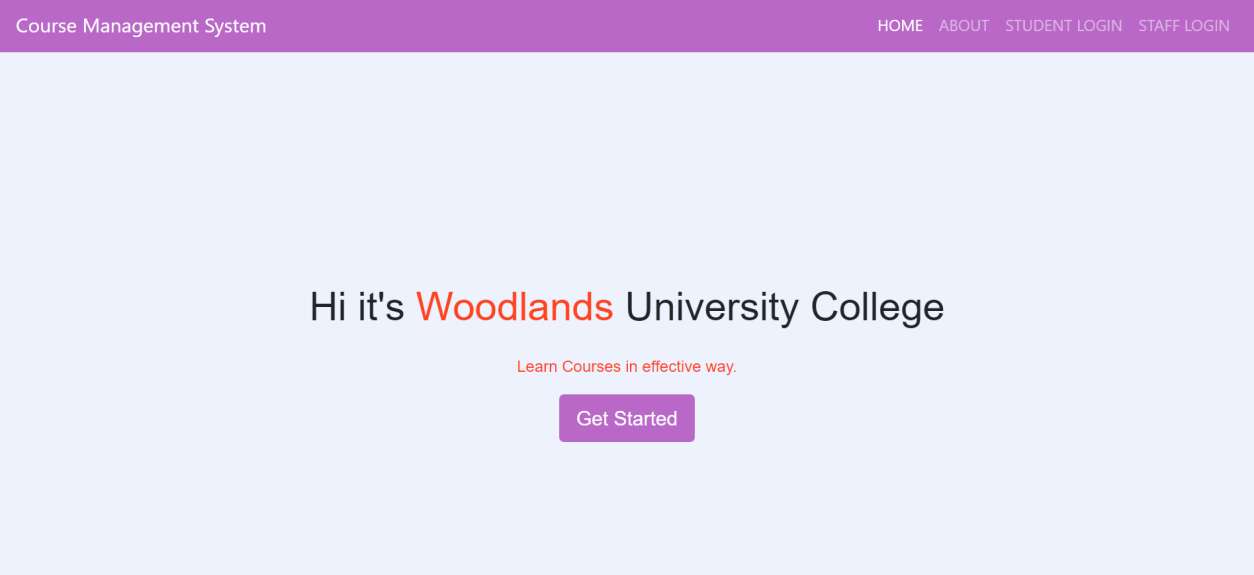 Course Management System HOME ABOUT STUDENT LOGIN STAFF LOGIN
Hi it's Woodlands University College
Learn Courses in effective way.
Get Started